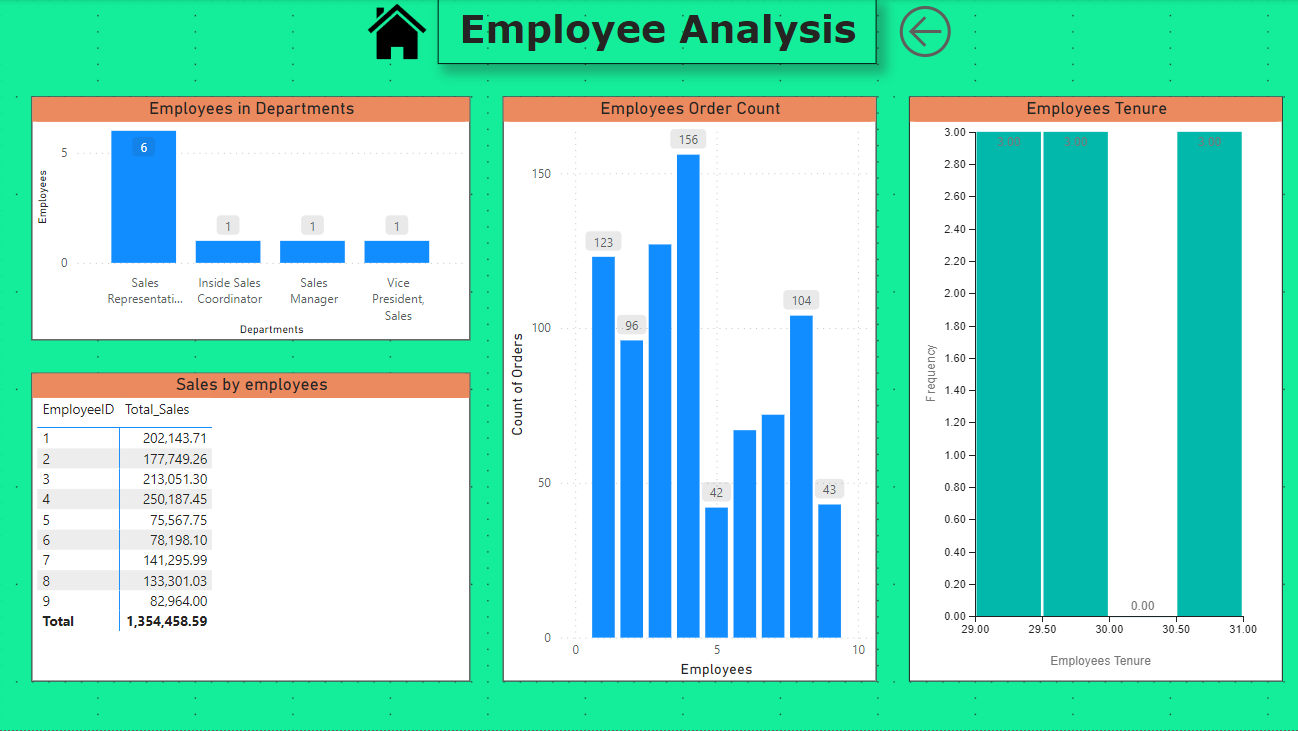 Employee Analysis
Employees in Departments
5
0
Employees
6
1
1
1
Sales
Representati...
Inside Sales
Coordinator
Sales
Manager
Vice
President,
Sales
Departments
Sales by employees
EmployeeID Total_Sales
1 202,143.71
2 177,749.26
3 213,051.30
4 250,187.45
5 75,567.75
6 78,198.10
7 141,295.99
8 133,301.03
9 82,964.00
Total 1,354,458.59
Employees Order Count
150
100
50
0
Count of Orders
123
96
156
42
104
43
0 5 10
Employees
Employees Tenure
3.00
2.80
2.60
2.40
2.20
2.00
1.80
1.60
1.40
1.20
1.00
0.80
0.60
0.40
0.20
0.00
Frequency
3.00 3.00 0.00 3.00
29.00 29.50 30.00 30.50 31.00
Employees Tenure